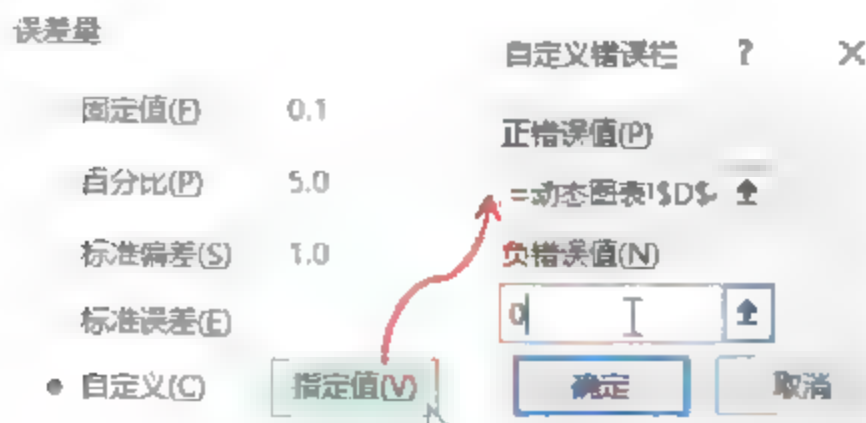 误差量
固定值(F) 0.1
百分比(P) 5.0
标准偏差(S) 1.0
标准误差(E)
自定义(C) 指定值(V)
自定义错误栏 ? ×
正错误值(P)
=动态图表!$D$
负错误值(N)
0
确定 取消